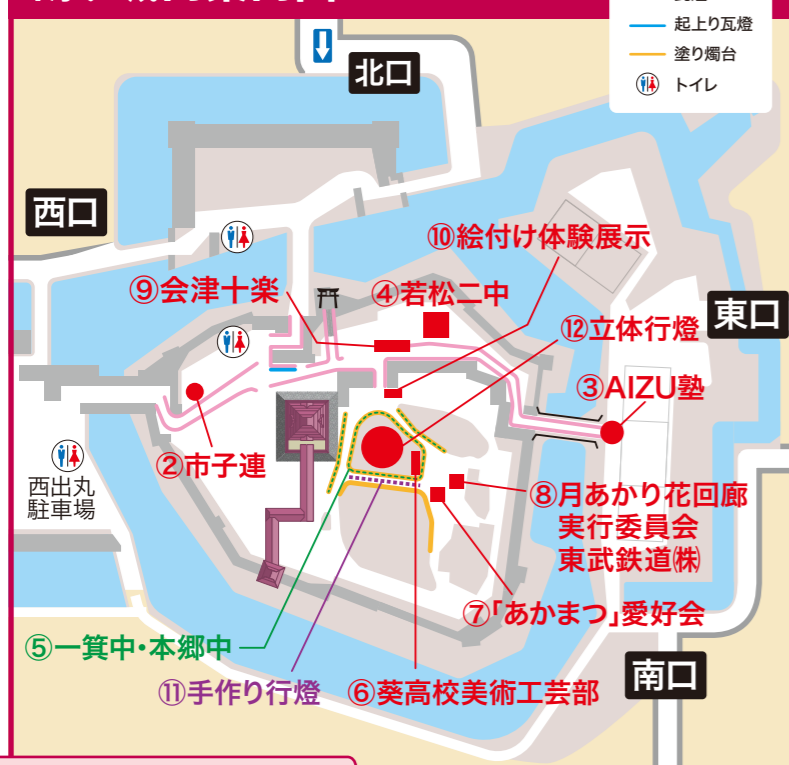 起上り瓦燈
塗り燭台
トイレ
北口
西口
⑩絵付け体験展示
⑨会津十楽
④若松二中
東口
⑫立体行燈
③AIZU塾
②市子連
西出丸
駐車場
⑧月あかり花回廊
実行委員会
東武鉄道㈱
⑦「あかまつ」愛好会
⑤一箕中・本郷中
⑪手作り行燈
⑥葵高校美術工芸部
南口